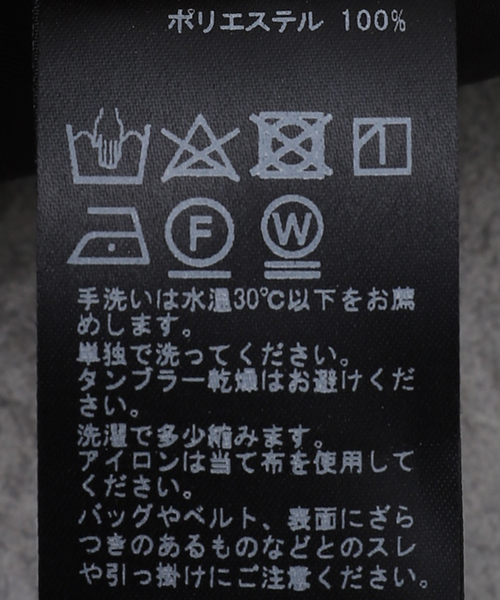 ポリエステル 100%
F
W
手洗いは水温30℃以下をお薦
めします。
単独で洗ってください。
タンブラー乾燥はお避けくだ
さい。
洗濯で多少縮みます。
アイロンは当て布を使用して
ください。
バッグやベルト、表面にざら
つきのあるものなどとのスレ
や引っ掛けにご注意ください。